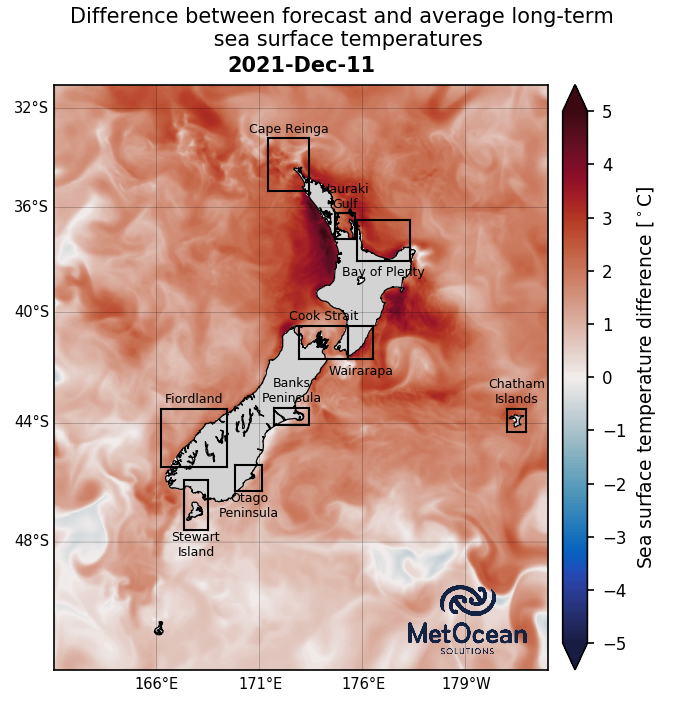 Difference between forecast and average long-term
sea surface temperatures
2021-Dec-11
32°S
36°S
40°S
44°S
48°S
Cape Reinga
Hauraki
Gulf
Bay of Plenty
Cook Strait
Wairarapa
Banks
Peninsula
Fiordland
Chatham
Islands
Otago
Peninsula
Stewart
Island
MetOcean
SOLUTIONS
166°E
171°E
176°E
179°W
5
4
3
2
1
0
−1
−2
−3
−4
−5
Sea surface temperature difference [°C]